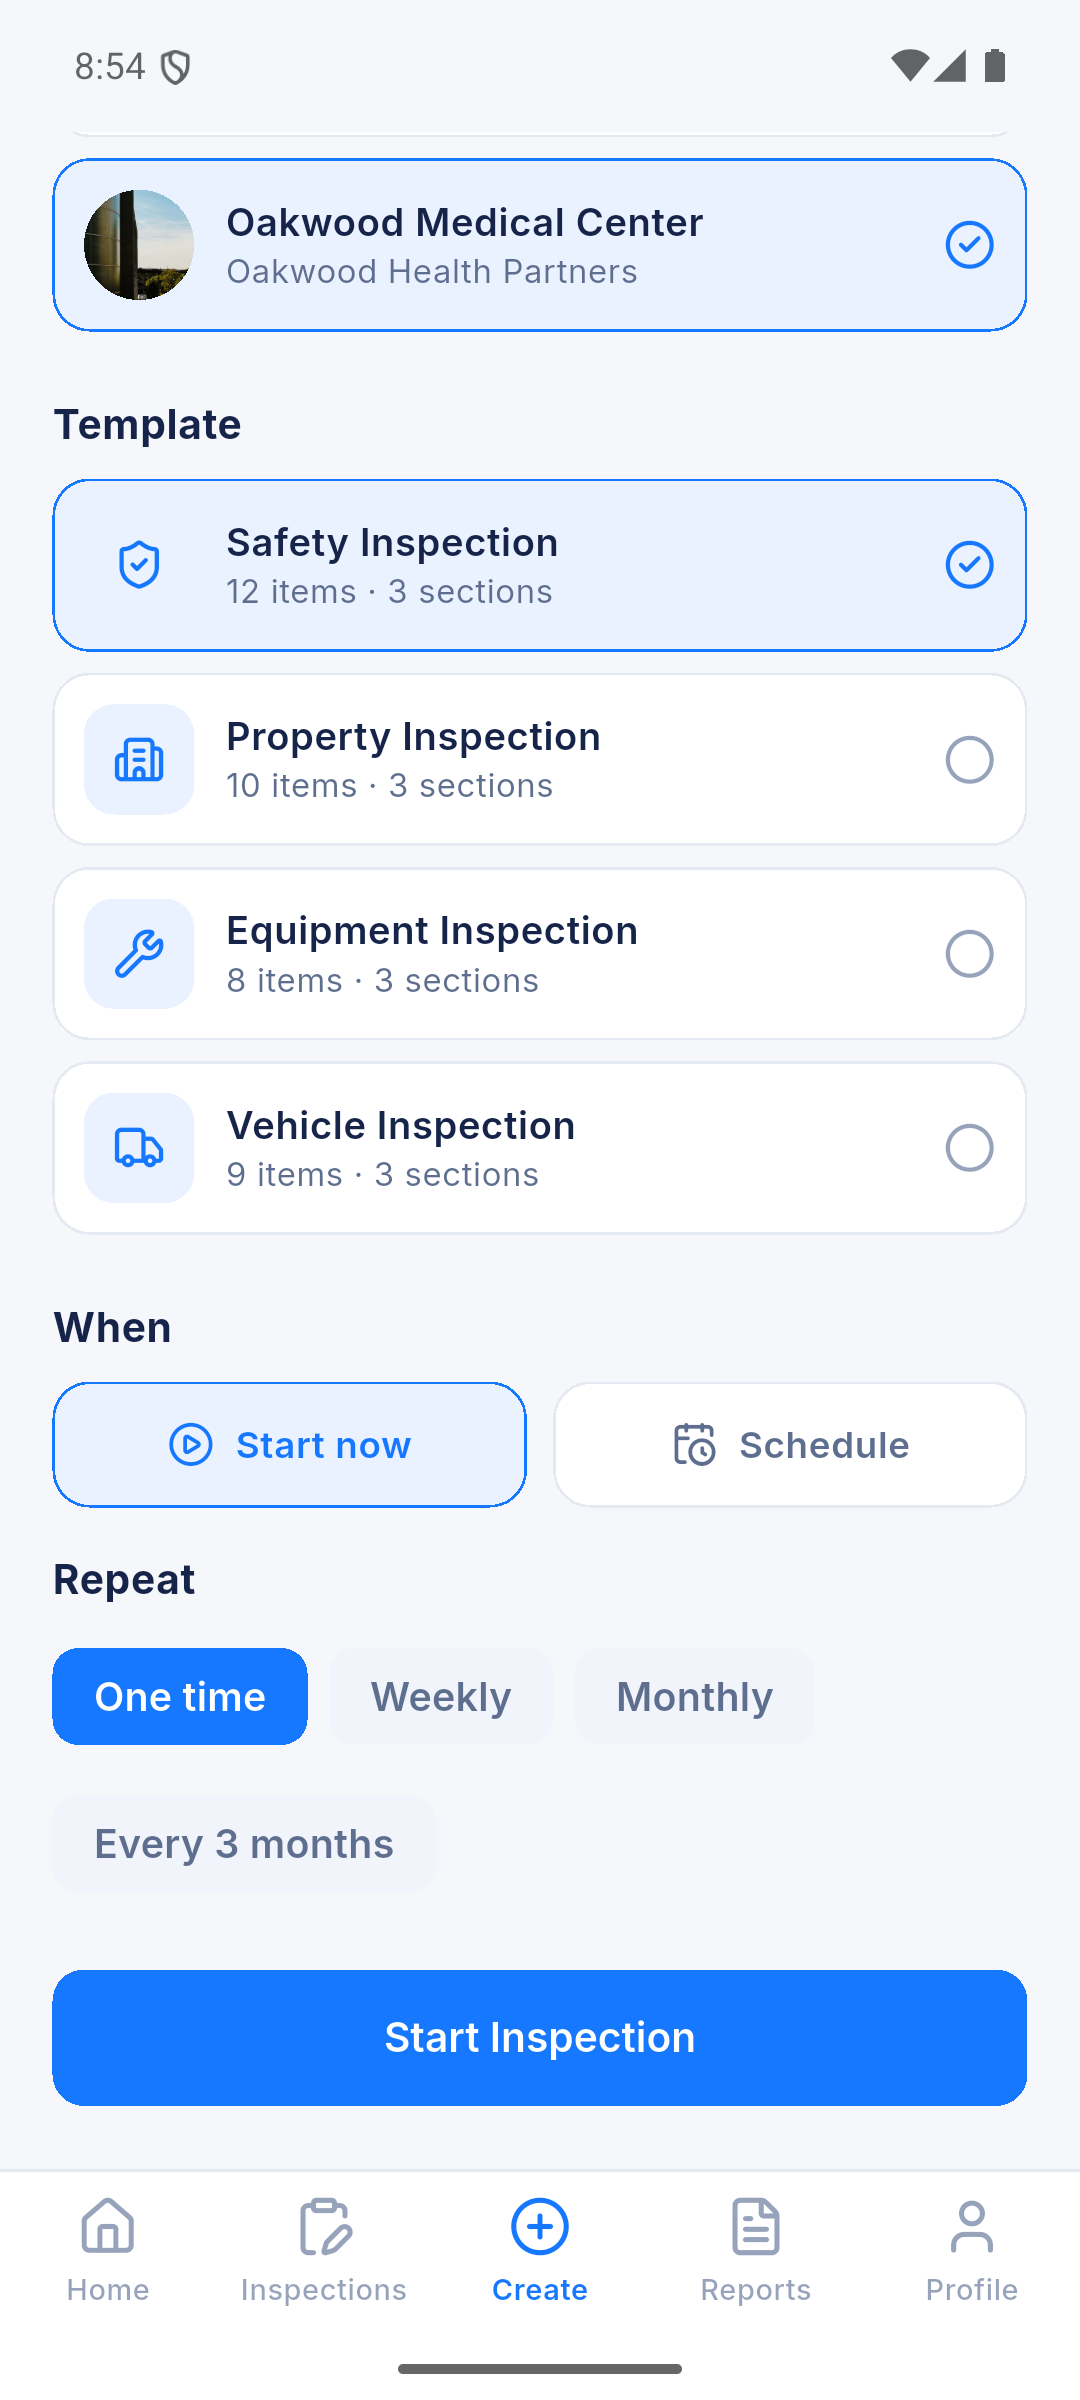 8:54
Oakwood Medical Center
Oakwood Health Partners
Template
Safety Inspection
12 items · 3 sections
Property Inspection
10 items · 3 sections
Equipment Inspection
8 items · 3 sections
Vehicle Inspection
9 items · 3 sections
When
Start now
Schedule
Repeat
One time
Weekly
Monthly
Every 3 months
Start Inspection
Home
Inspections
Create
Reports
Profile